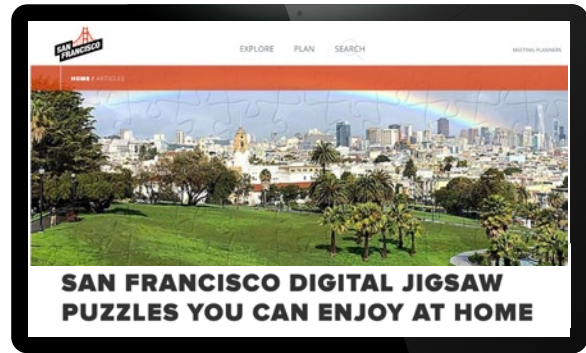 SAN FRANCISCO
EXPLORE PLAN SEARCH
MEETING PLANNERS
HOME / ARTICLES
SAN FRANCISCO DIGITAL JIGSAW
PUZZLES YOU CAN ENJOY AT HOME